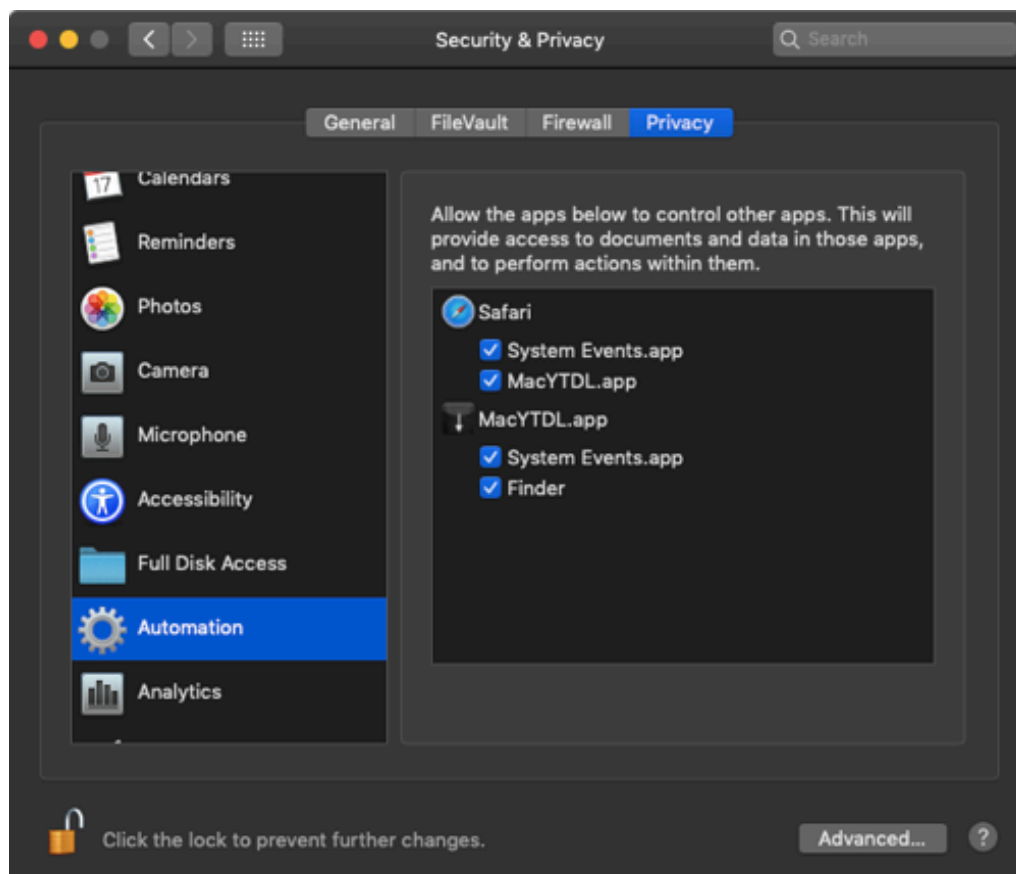 Security & Privacy
Search
General FileVault Firewall Privacy
17
Calendars
Reminders
Photos
Camera
Microphone
Accessibility
Full Disk Access
Automation
Analytics
Allow the apps below to control other apps. This will
provide access to documents and data in those apps,
and to perform actions within them.
Safari
System Events.app
MacYTDL.app
MacYTDL.app
System Events.app
Finder
Click the lock to prevent further changes.
Advanced...
?